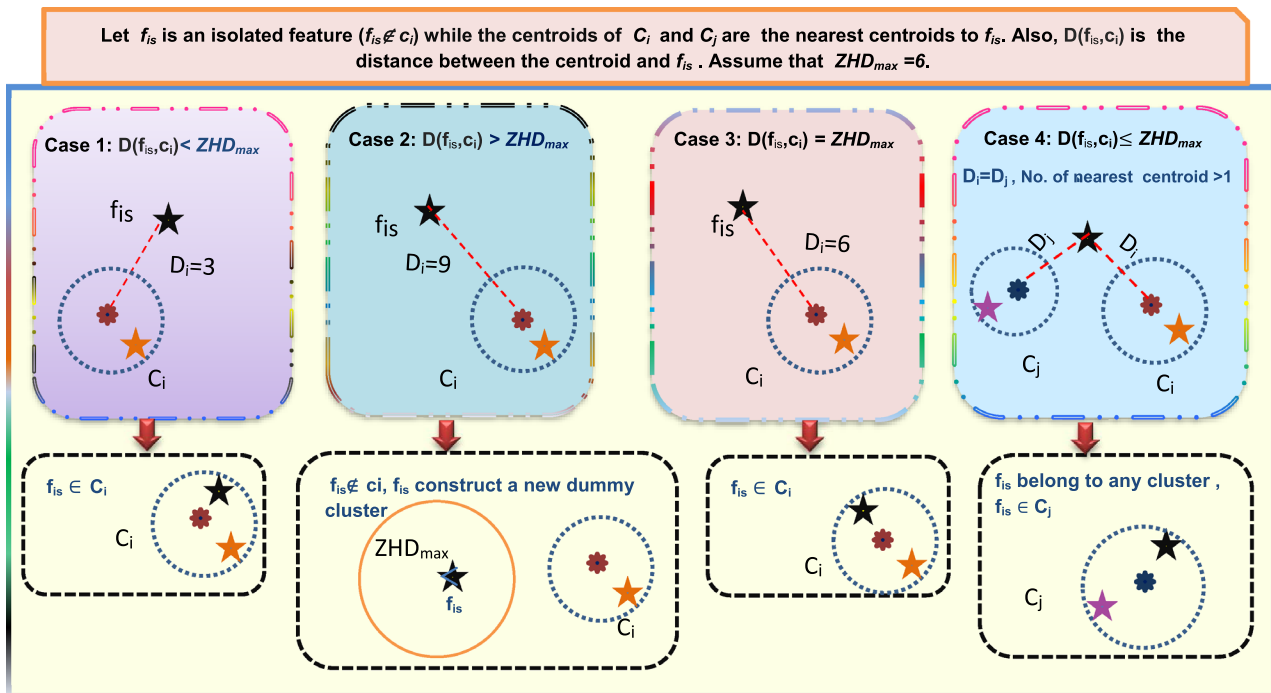 Let f_is is an isolated feature (f_is∉ c_i) while the centroids of C_i and C_j are the nearest centroids to f_is. Also, D(f_is,c_i) is the
distance between the centroid and f_is . Assume that ZHD_max =6.
Case 1: D(f_is,c_i)< ZHD_max
f_is
D_i=3
C_i
Case 2: D(f_is,c_i) > ZHD_max
f_is
D_i=9
C_i
Case 3: D(f_is,c_i) = ZHD_max
f_is
D_i=6
C_i
Case 4: D(f_is,c_i)≤ ZHD_max
D_i=D_j , No. of nearest centroid >1
D_j
D_i
C_j
C_i
f_is ∈ C_i
C_i
f_is∉ ci, f_is construct a new dummy
cluster
ZHD_max
f_is
C_i
f_is ∈ C_i
C_i
f_is belong to any cluster ,
f_is ∈ C_j
C_j